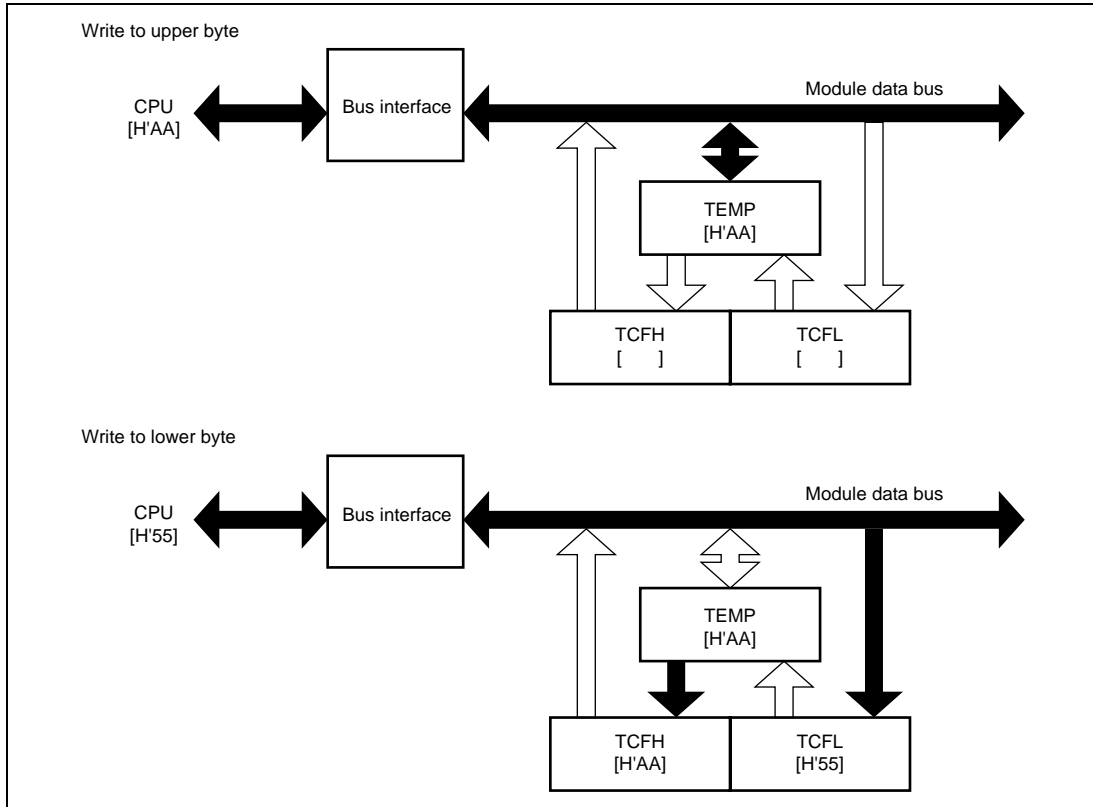 Write to upper byte
CPU
[H'AA]
Bus interface
Module data bus
TEMP
[H'AA]
TCFH
[ ]
TCFL
[ ]
Write to lower byte
CPU
[H'55]
Bus interface
Module data bus
TEMP
[H'AA]
TCFH
[H'AA]
TCFL
[H'55]